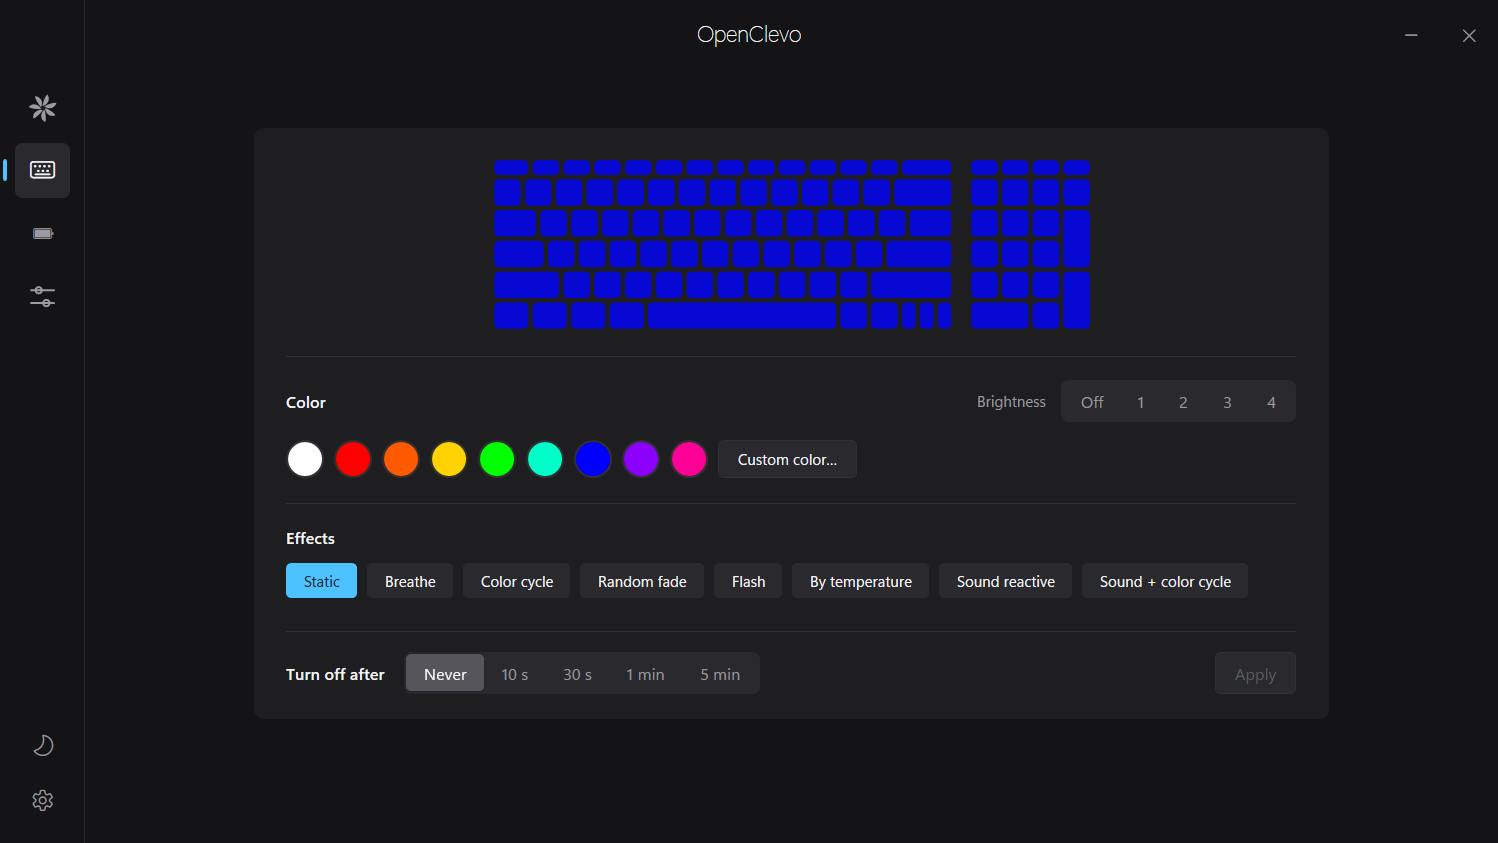 OpenClevo
Color
Brightness Off 1 2 3 4
Custom color...
Effects
Static Breathe Color cycle Random fade Flash By temperature Sound reactive Sound + color cycle
Turn off after Never 10 s 30 s 1 min 5 min Apply